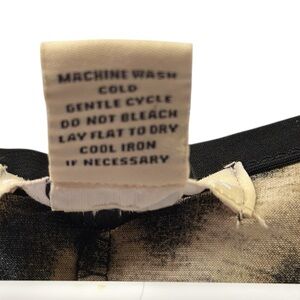 MACHINE WASH
COLD
GENTLE CYCLE
DO NOT BLEACH
LAY FLAT TO DRY
COOL IRON
IF NECESSARY